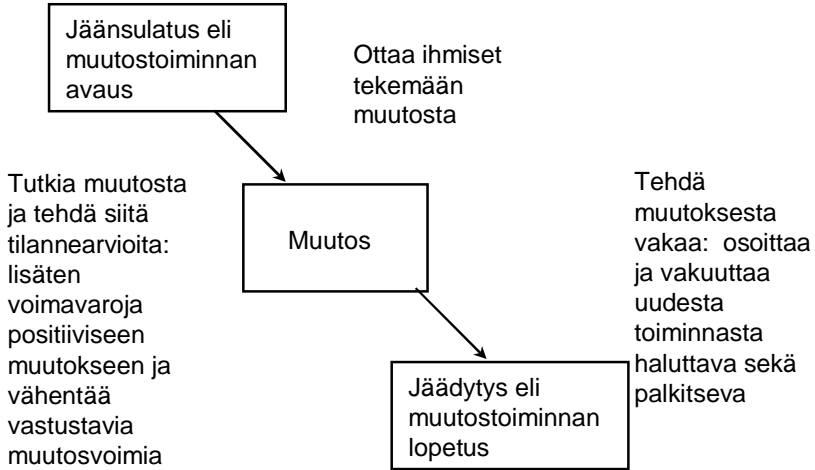 Jäänsulatus eli
muutostoiminnan
avaus
Ottaa ihmiset
tekemään
muutosta
Tutkia muutosta
ja tehdä siitä
tilannearvioita:
lisäten
voimavaroja
positiiviseen
muutokseen ja
vähentää
vastustavia
muutosvoimia
Muutos
Tehdä
muutoksesta
vakaa: osoittaa
ja vakuuttaa
uudesta
toiminnasta
haluttava sekä
palkitseva
Jäädytys eli
muutostoiminnan
lopetus